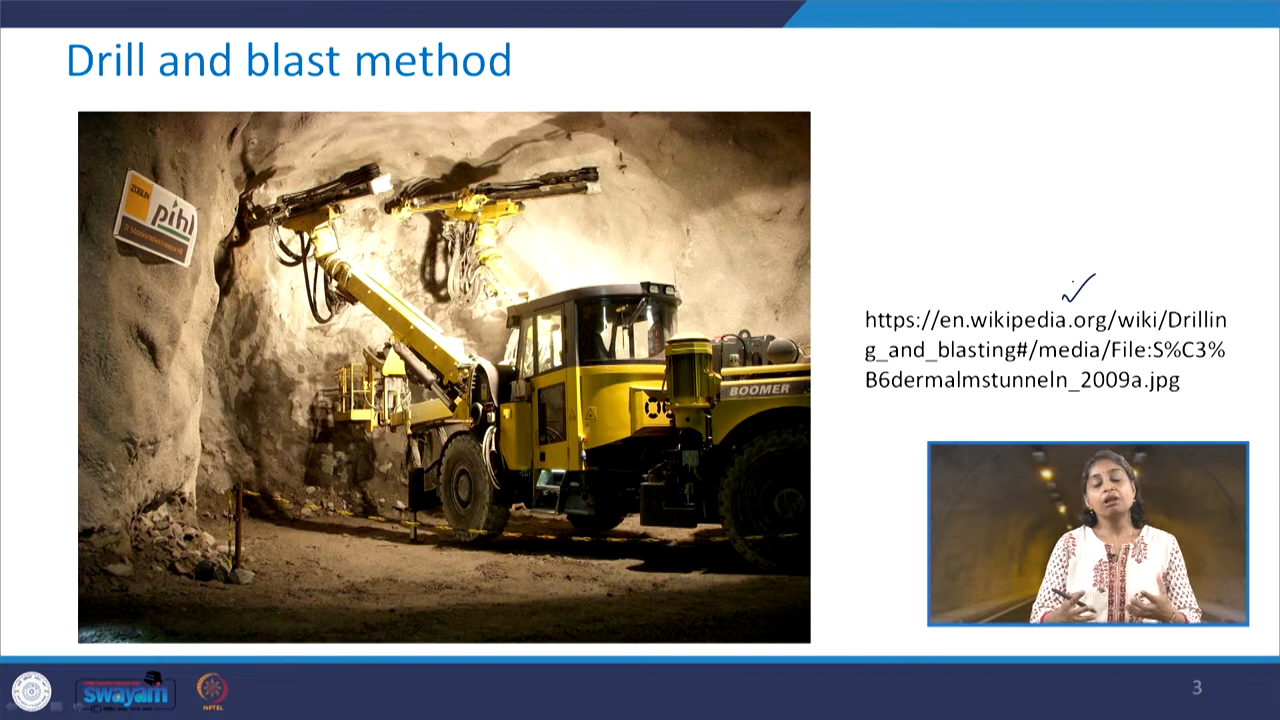 Drill and blast method
ZÜBLIN
pihl
https://en.wikipedia.org/wiki/Drillin
g_and_blasting#/media/File:S%C3%
B6dermalmstunneln_2009a.jpg
BOOMER
swayam
NPTEL
3